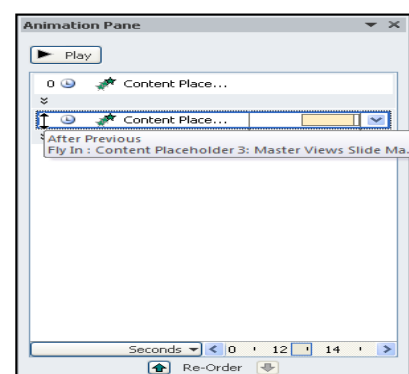 Animation Pane
Play
0 Content Place...
Content Place...
After Previous
Fly In : Content Placeholder 3: Master Views Slide Ma.
Seconds 0 12 14
Re-Order